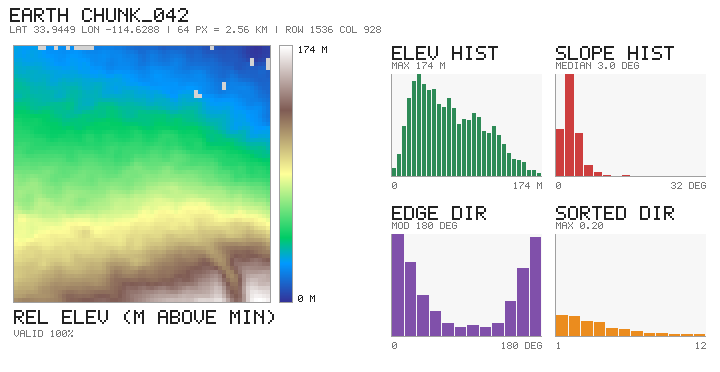 EARTH CHUNK_042
LAT 33.9449 LON -114.6288 | 64 PX = 2.56 KM | ROW 1536 COL 928
174 M
0 M
REL ELEV (M ABOVE MIN)
VALID 100%
ELEV HIST
MAX 174 M
0 174 M
SLOPE HIST
MEDIAN 3.0 DEG
0 32 DEG
EDGE DIR
MOD 180 DEG
0 180 DEG
SORTED DIR
MAX 0.20
1 12